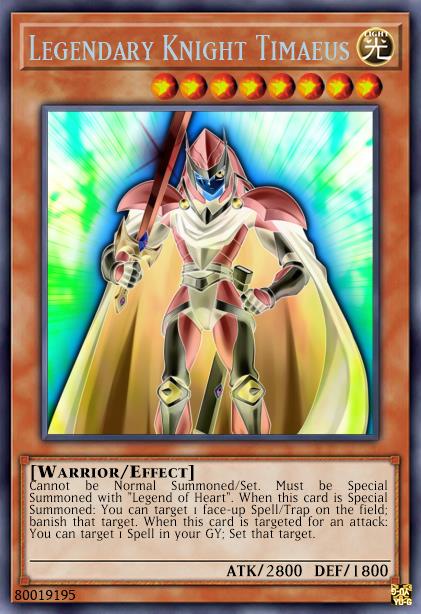 Legendary Knight Timaeus
LIGHT
光
[Warrior/Effect]
Cannot be Normal Summoned/Set. Must be Special
Summoned with "Legend of Heart". When this card is Special
Summoned: You can target 1 face-up Spell/Trap on the field;
banish that target. When this card is targeted for an attack:
You can target 1 Spell in your GY; Set that target.
ATK/2800 DEF/1800
80019195